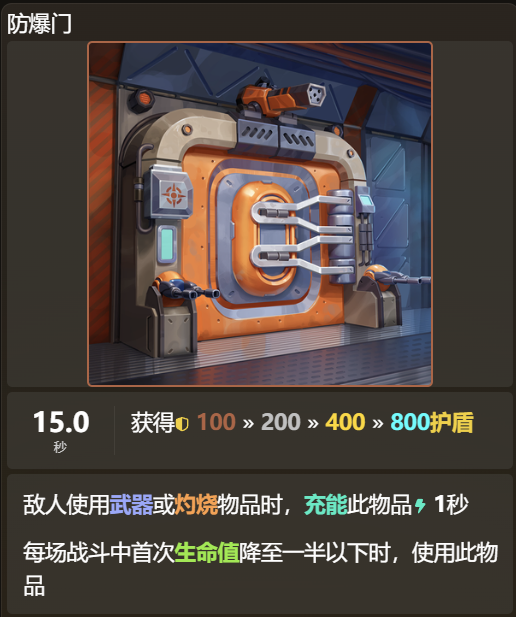 防爆门
15.0
秒
获得 100 » 200 » 400 » 800护盾
敌人使用武器或灼烧物品时，充能此物品 1秒
每场战斗中首次生命值降至一半以下时，使用此物
品